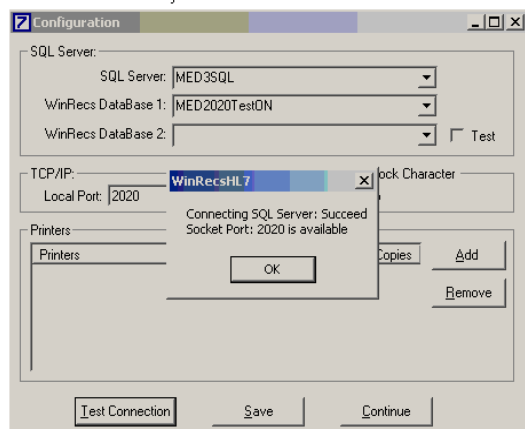 Configuration
SQL Server:
SQL Server: MED3SQL
WinRecs DataBase 1: MED2020TestON
WinRecs DataBase 2: Test
TCP/IP: ock Character
Local Port: 2020
WinRecsHL7
Connecting SQL Server: Succeed
Socket Port: 2020 is available
OK
Printers
Printers Copies Add
Remove
Test Connection Save Continue